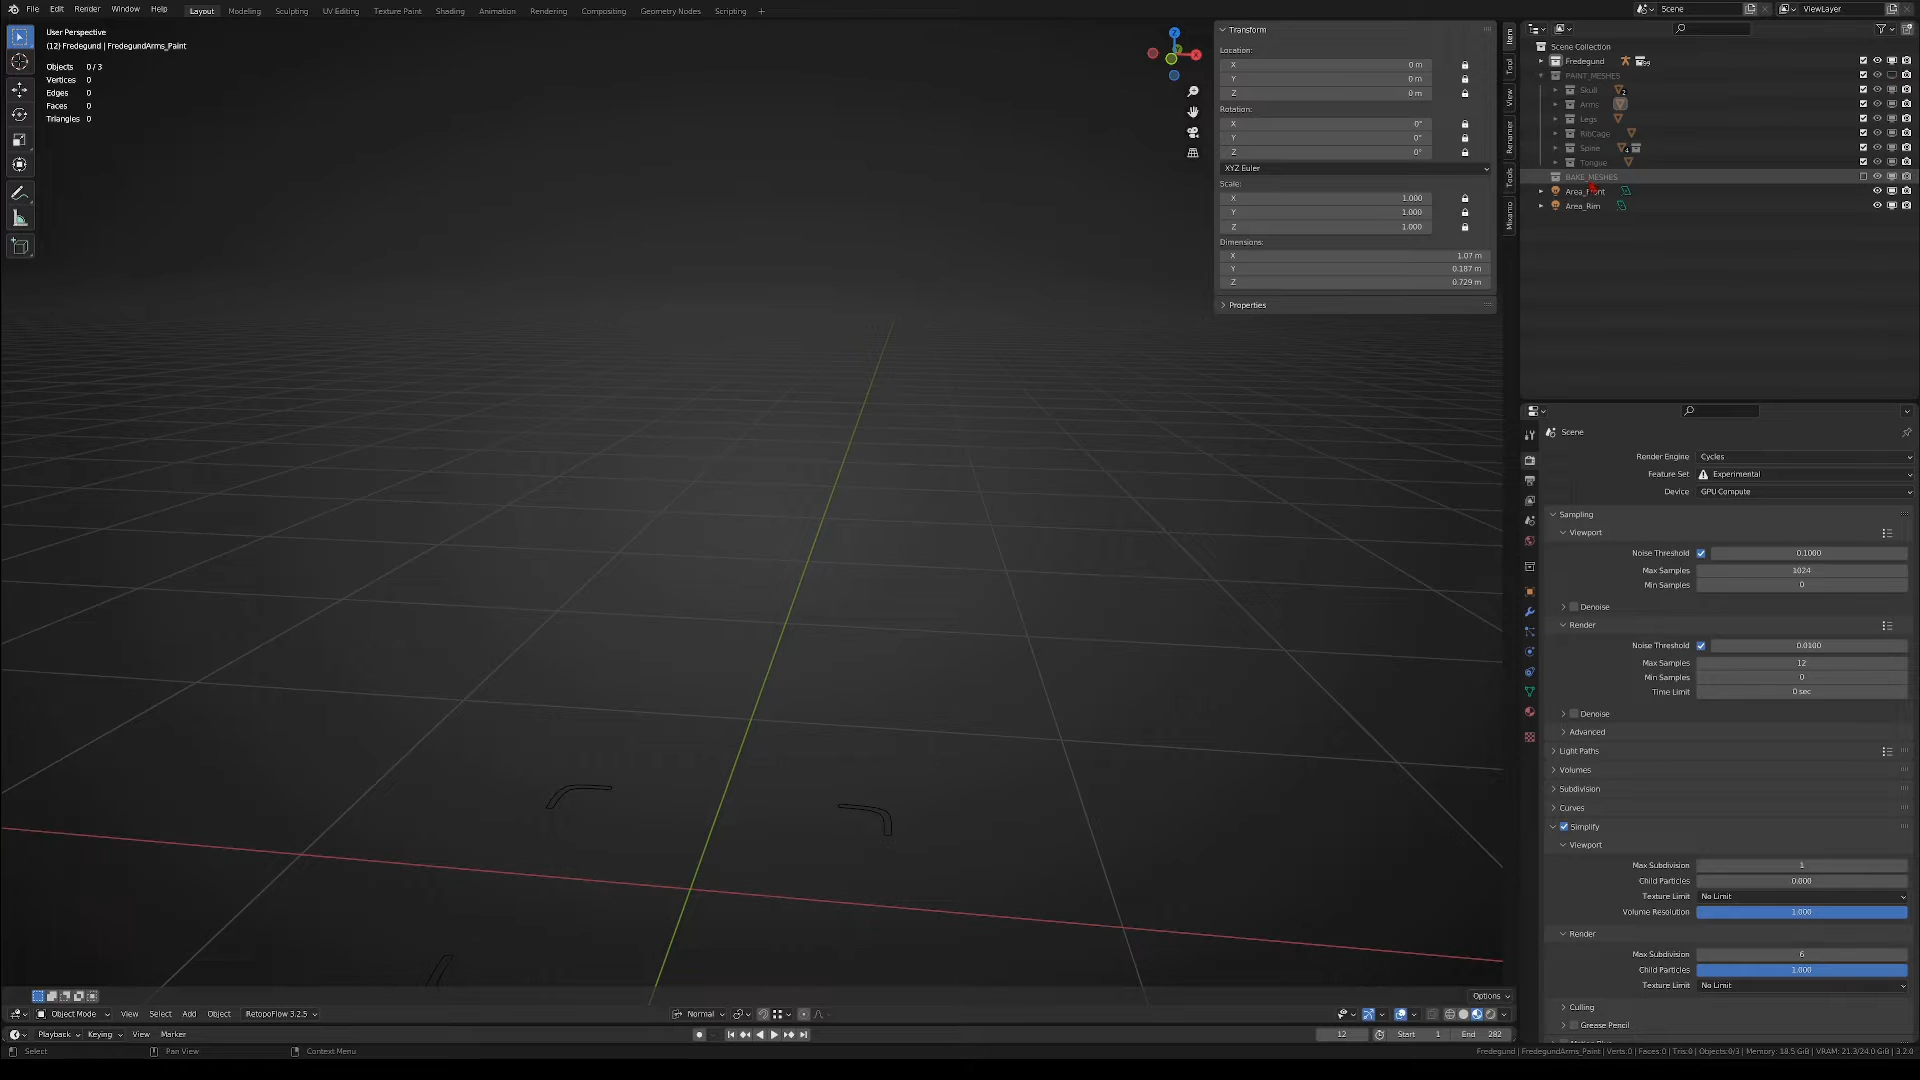 File Edit Render Window Help Layout Modeling Sculpting UV Editing Texture Paint Shading Animation Rendering Compositing Geometry Nodes Scripting + Scene ViewLayer
User Perspective
(12) Fredegund | FredegundArms_Paint
Objects 0 / 3
Vertices 0
Edges 0
Faces 0
Triangles 0
Z
X
Transform
Location:
X 0 m
Y 0 m
Z 0 m
Rotation:
X 0°
Y 0°
Z 0°
XYZ Euler
Scale:
X 1.000
Y 1.000
Z 1.000
Dimensions:
X 1.07 m
Y 0.187 m
Z 0.729 m
Properties
Item
Tool
View
Renamer
Tools
Mixamo
Scene Collection
Fredegund
PAINT_MESHES
Skull 2
Arms
Legs
RibCage
Spine 4
Tongue
BAKE_MESHES
Area_Front
Area_Rim
Scene
Render Engine Cycles
Feature Set Experimental
Device GPU Compute
Sampling
Viewport
Noise Threshold 0.1000
Max Samples 1024
Min Samples 0
Denoise
Render
Noise Threshold 0.0100
Max Samples 12
Min Samples 0
Time Limit 0 sec
Denoise
Advanced
Light Paths
Volumes
Subdivision
Curves
Simplify
Viewport
Max Subdivision 1
Child Particles 0.000
Texture Limit No Limit
Volume Resolution 1.000
Render
Max Subdivision 6
Child Particles 1.000
Texture Limit No Limit
Culling
Grease Pencil
Options
Object Mode View Select Add Object RetopoFlow 3.2.5 Normal
Playback Keying View Marker 12 Start 1 End 282
Select Pan View Context Menu Fredegund | FredegundArms_Paint | Verts:0 | Faces:0 | Tris:0 | Objects:0/3 | Memory: 18.5 GiB | VRAM: 21.3/24.0 GiB | 3.2.0